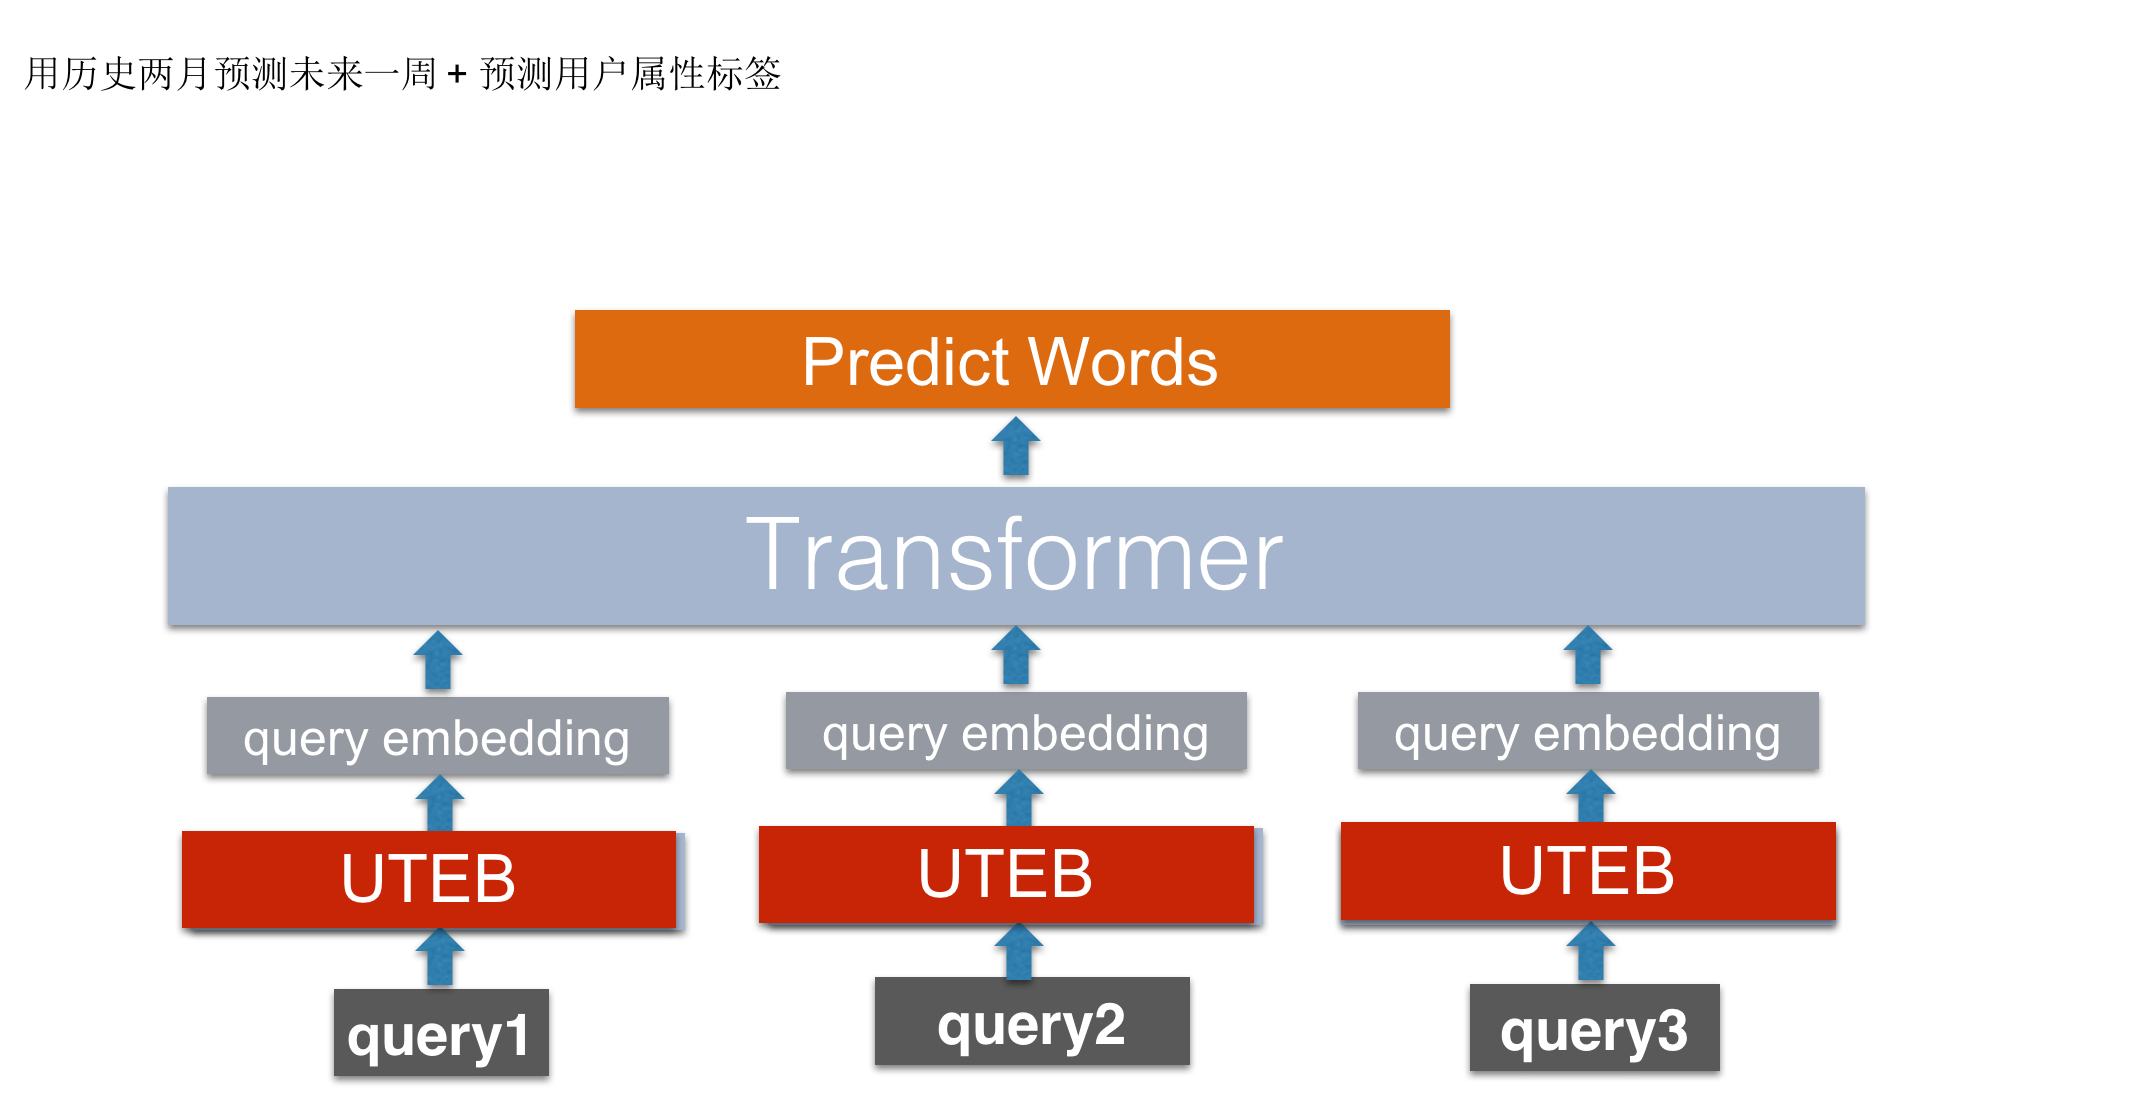 用历史两月预测未来一周 + 预测用户属性标签
Predict Words
Transformer
query embedding query embedding query embedding
UTEB UTEB UTEB
query1 query2 query3